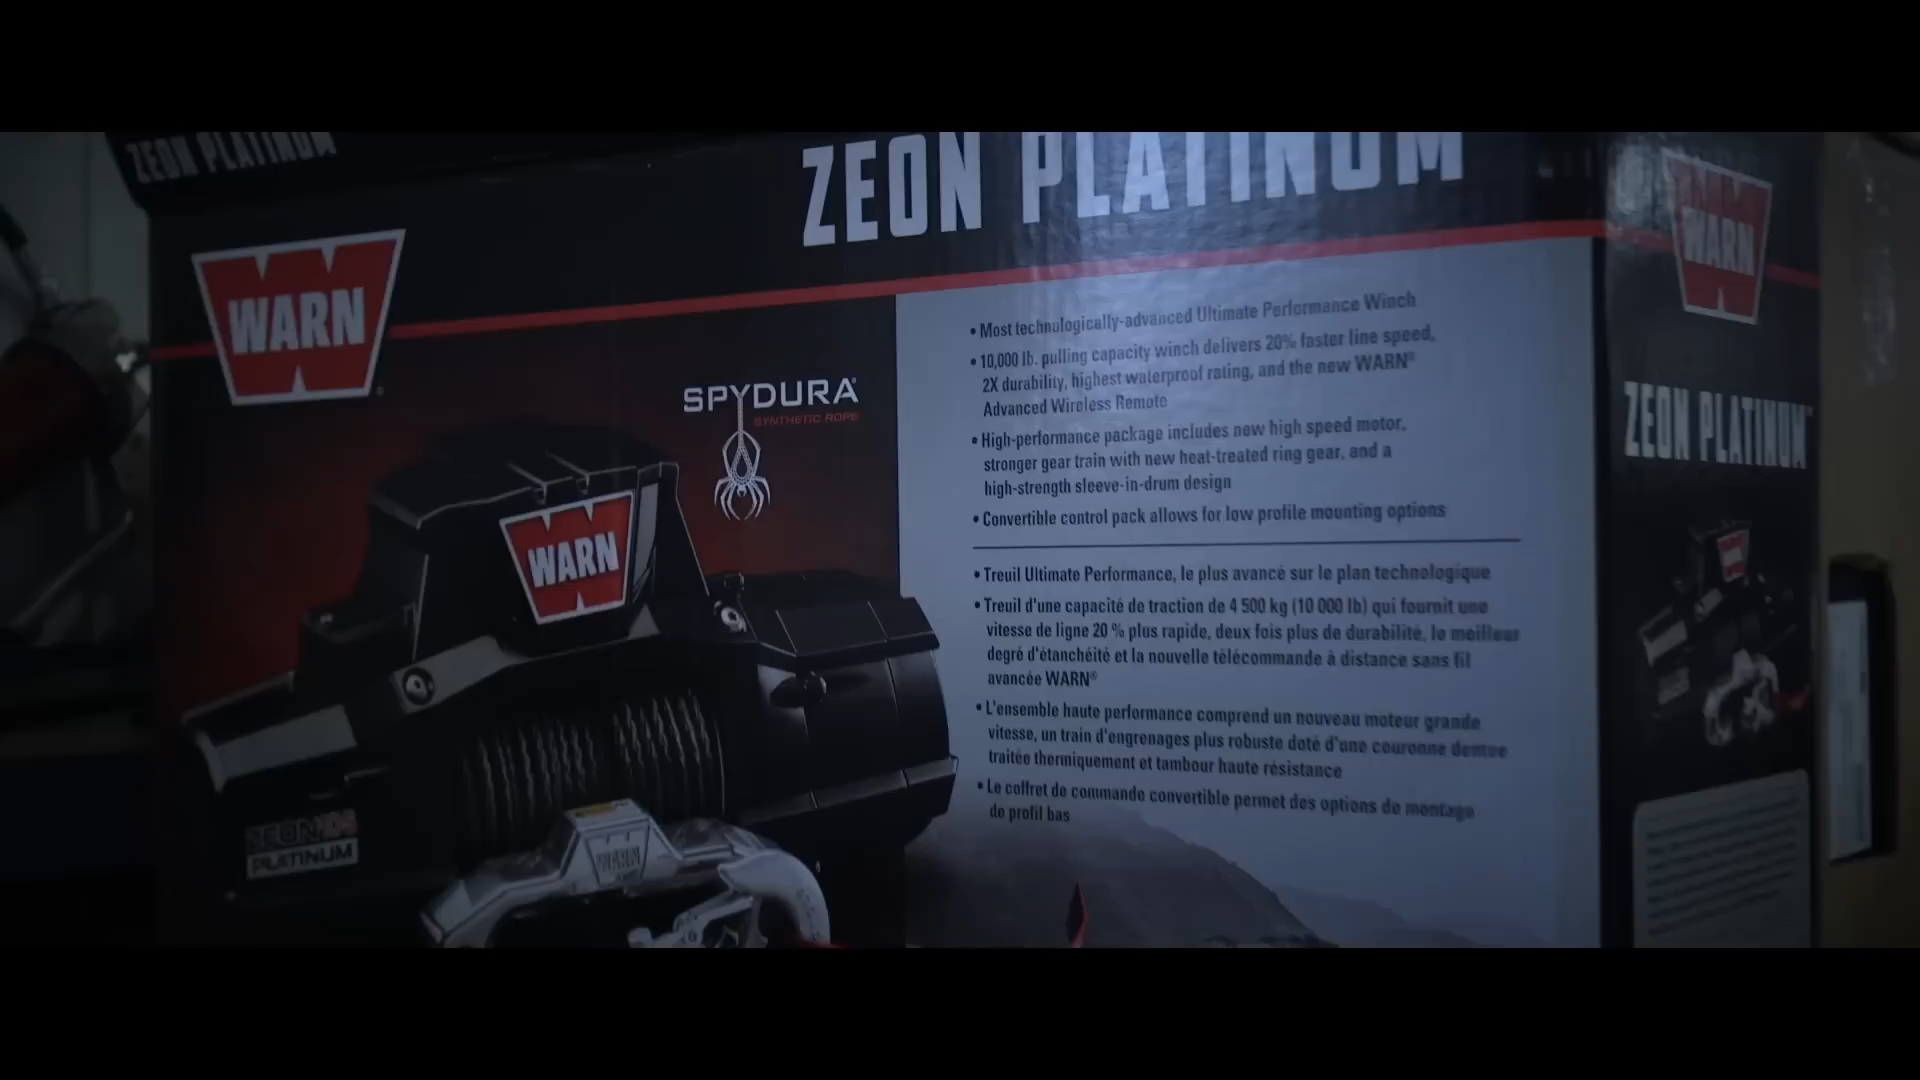 ZEON PLATINUM
ZEON PLATINUM
WARN
WARN
• Most technologically-advanced Ultimate Performance Winch
• 10,000 lb. pulling capacity winch delivers 20% faster line speed,
2X durability, highest waterproof rating, and the new WARN®
Advanced Wireless Remote
• High-performance package includes new high speed motor,
stronger gear train with new heat-treated ring gear, and a
high-strength sleeve-in-drum design
• Convertible control pack allows for low profile mounting options
• Treuil Ultimate Performance, le plus avancé sur le plan technologique
• Treuil d'une capacité de traction de 4 500 kg (10 000 lb) qui fournit une
vitesse de ligne 20 % plus rapide, deux fois plus de durabilité, le meilleur
degré d'étanchéité et la nouvelle télécommande à distance sans fil
avancée WARN®
• L'ensemble haute performance comprend un nouveau moteur grande
vitesse, un train d'engrenages plus robuste doté d'une couronne dentée
traitée thermiquement et tambour haute résistance
• Le coffret de commande convertible permet des options de montage
de profil bas
SPYDURA®
SYNTHETIC ROPE
WARN
ZEON 10-S
PLATINUM
WARN
ZEON PLATINUM™